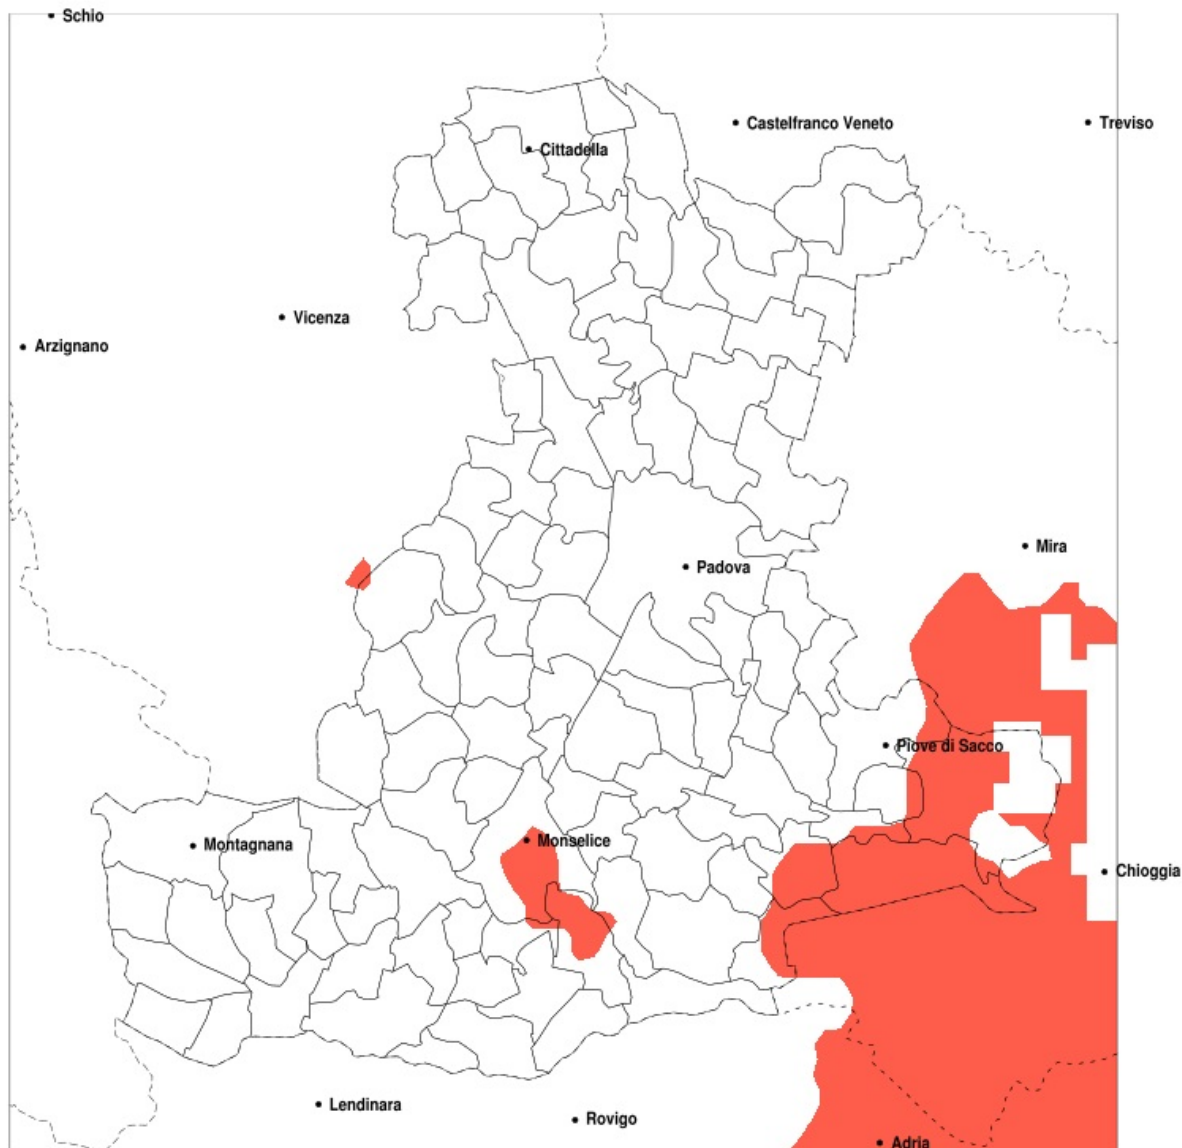 Schio
Castelfranco Veneto
Treviso
Cittadella
Vicenza
Arzignano
Mira
Padova
Piove di Sacco
Montagnana
Monselice
Chioggia
Lendinara
Rovigo
Adria